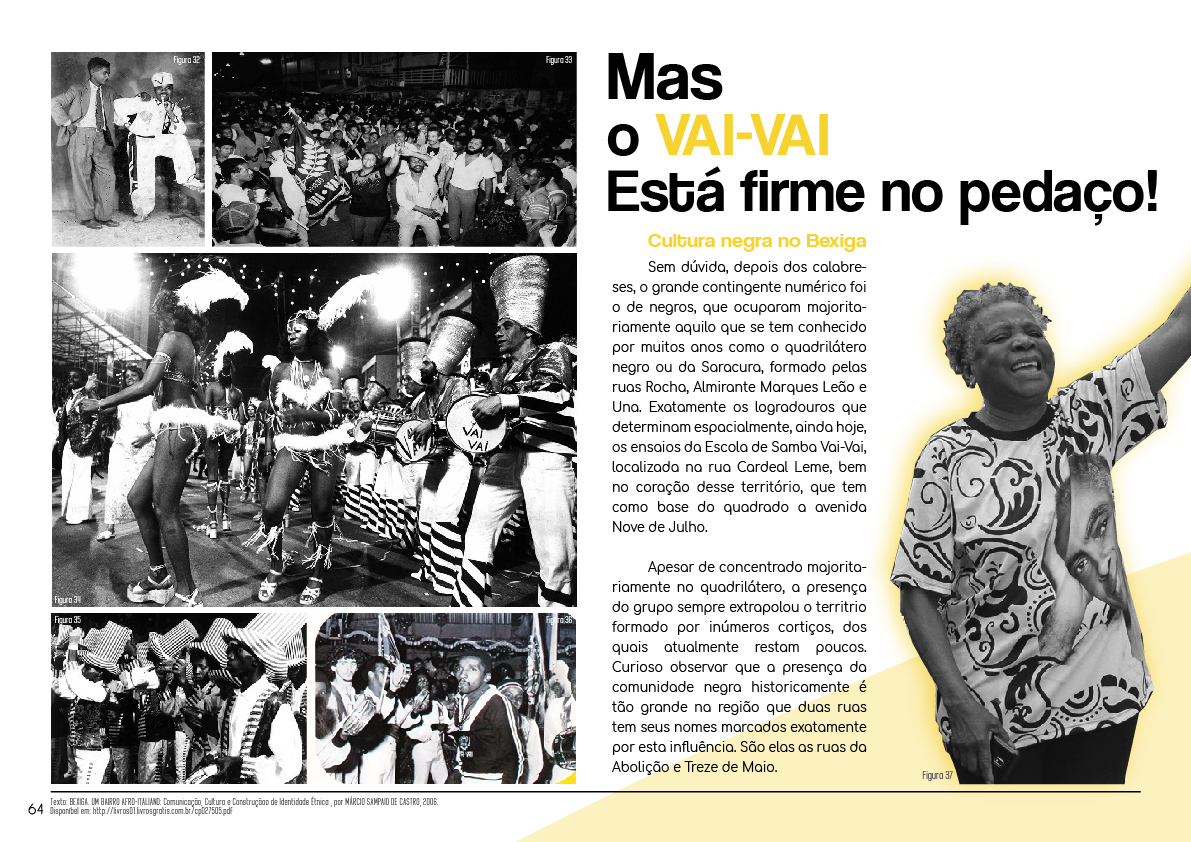 Figura 32
Figura 33
VAI-VAI
VAI
VAI
Figura 34
Figura 35
Figura 36
Mas
o VAI-VAI
Está firme no pedaço!
Cultura negra no Bexiga
Sem dúvida, depois dos calabre-
ses, o grande contingente numérico foi
o de negros, que ocuparam majorita-
riamente aquilo que se tem conhecido
por muitos anos como o quadrilátero
negro ou da Saracura, formado pelas
ruas Rocha, Almirante Marques Leão e
Una. Exatamente os logradouros que
determinam espacialmente, ainda hoje,
os ensaios da Escola de Samba Vai-Vai,
localizada na rua Cardeal Leme, bem
no coração desse território, que tem
como base do quadrado a avenida
Nove de Julho.
Apesar de concentrado majorita-
riamente no quadrilátero, a presença
do grupo sempre extrapolou o territrio
formado por inúmeros cortiços, dos
quais atualmente restam poucos.
Curioso observar que a presença da
comunidade negra historicamente é
tão grande na região que duas ruas
tem seus nomes marcados exatamente
por esta influência. São elas as ruas da
Abolição e Treze de Maio.
Figura 37
64
Texto: BEXIGA. UM BAIRRO AFRO-ITALIANO: Comunicação, Cultura e Construçãoo de Identidade Étnica , por MÁRCIO SAMPAIO DE CASTRO, 2006.
Disponíbel em: http://livros01.livrosgratis.com.br/cp027505.pdf